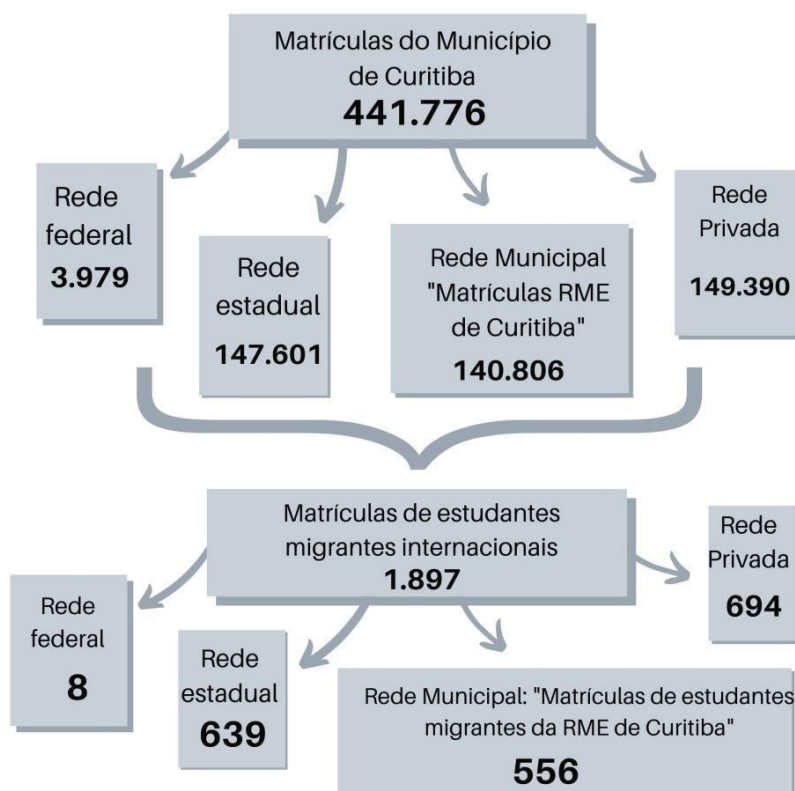 Matrículas do Município
de Curitiba
441.776
Rede
federal
3.979
Rede
estadual
147.601
Rede Municipal
"Matrículas RME
de Curitiba"
140.806
Rede
Privada
149.390
Matrículas de estudantes
migrantes internacionais
1.897
Rede
federal
8
Rede
estadual
639
Rede Municipal: "Matrículas de estudantes
migrantes da RME de Curitiba"
556
Rede
Privada
694